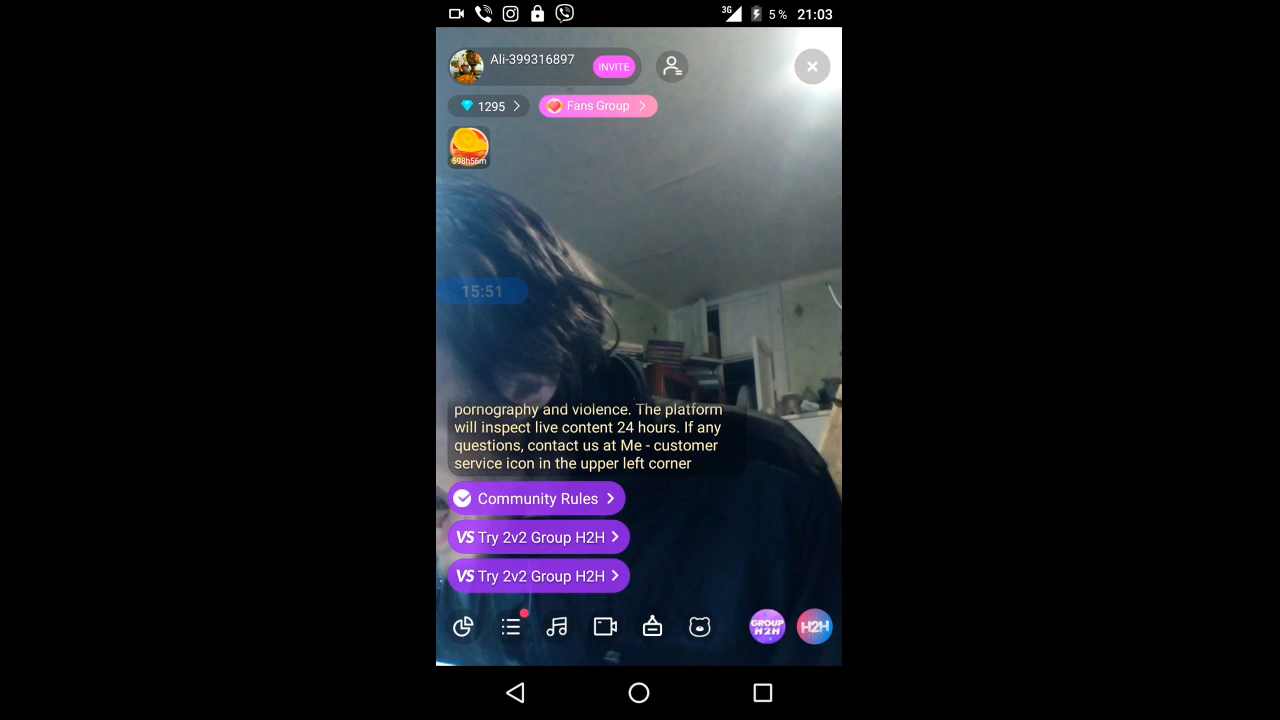 3G 5 % 21:03
Ali-399316897
INVITE
1295
Fans Group
598h56m
15:51
pornography and violence. The platform
will inspect live content 24 hours. If any
questions, contact us at Me - customer
service icon in the upper left corner
Community Rules
VS Try 2v2 Group H2H
VS Try 2v2 Group H2H
GROUP
H2H
H2H